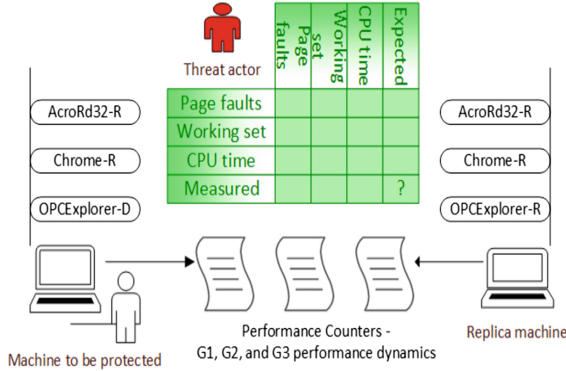 Threat actor
Page faults
Working set
CPU time
Expected
Page faults
Working set
CPU time
Measured
?
AcroRd32-R
Chrome-R
OPCExplorer-D
AcroRd32-R
Chrome-R
OPCExplorer-R
Machine to be protected
Performance Counters -
G1, G2, and G3 performance dynamics
Replica machine